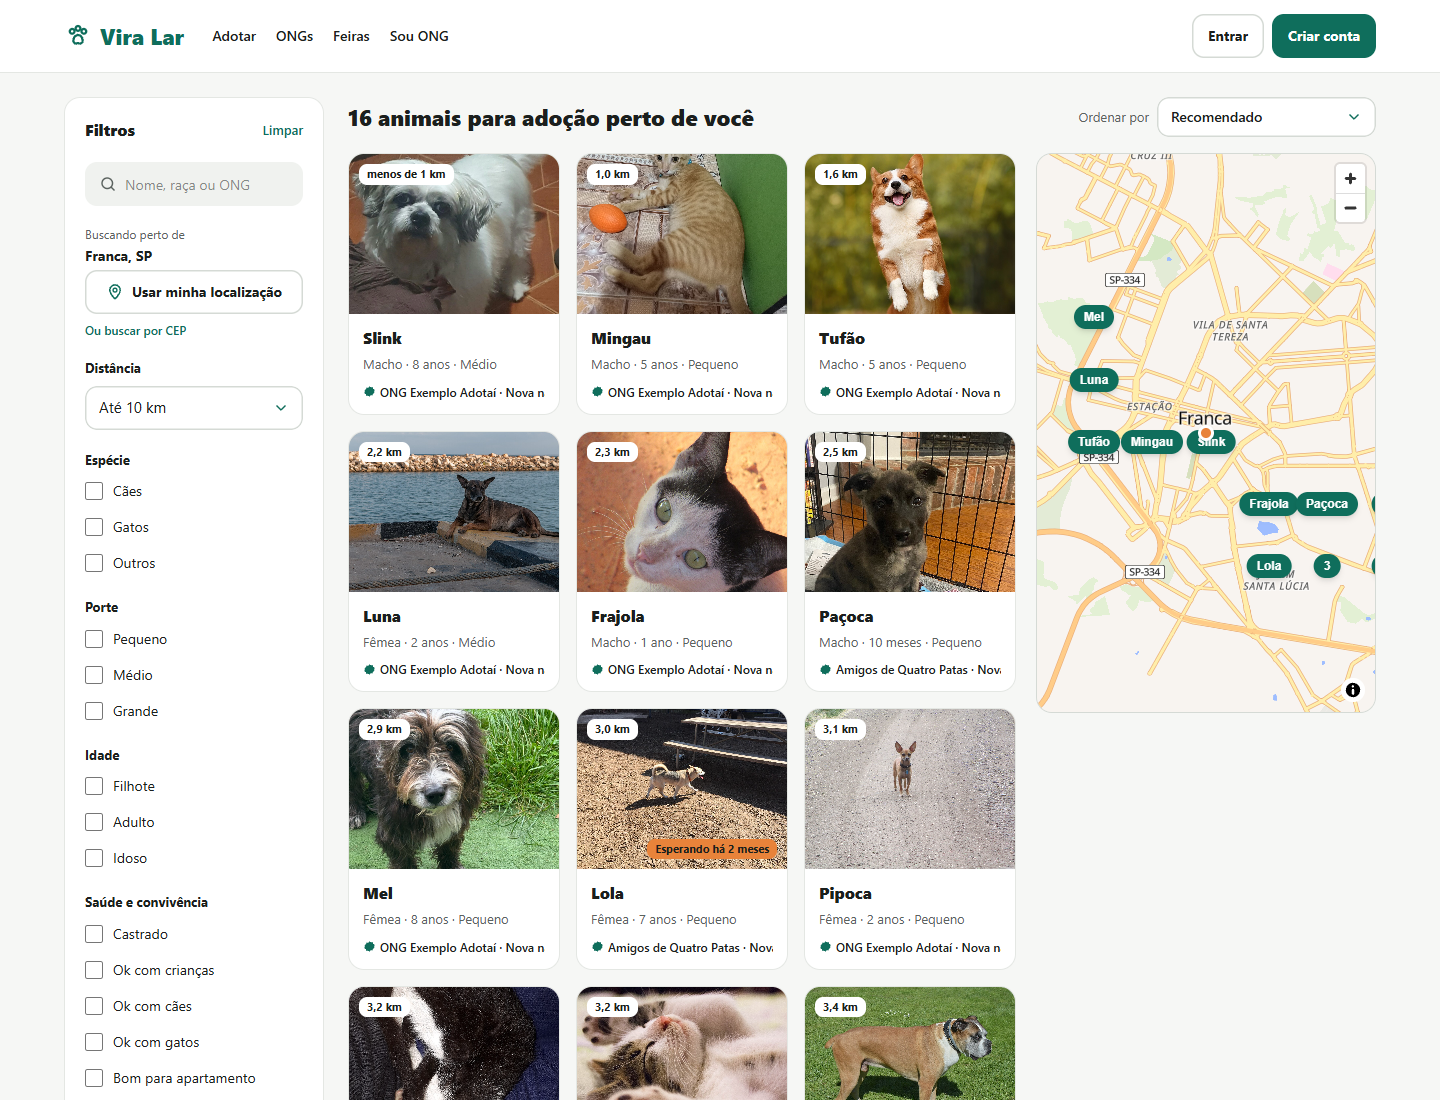 Vira Lar
Adotar
ONGs
Feiras
Sou ONG
Entrar
Criar conta
Filtros
Limpar
Nome, raça ou ONG
Buscando perto de
Franca, SP
Usar minha localização
Ou buscar por CEP
Distância
Até 10 km
Espécie
Cães
Gatos
Outros
Porte
Pequeno
Médio
Grande
Idade
Filhote
Adulto
Idoso
Saúde e convivência
Castrado
Ok com crianças
Ok com cães
Ok com gatos
Bom para apartamento
16 animais para adoção perto de você
Ordenar por
Recomendado
menos de 1 km
Slink
Macho · 8 anos · Médio
ONG Exemplo Adotaí · Nova n
1,0 km
Mingau
Macho · 5 anos · Pequeno
ONG Exemplo Adotaí · Nova n
1,6 km
Tufão
Macho · 5 anos · Pequeno
ONG Exemplo Adotaí · Nova n
2,2 km
Luna
Fêmea · 2 anos · Médio
ONG Exemplo Adotaí · Nova n
2,3 km
Frajola
Macho · 1 ano · Pequeno
ONG Exemplo Adotaí · Nova n
2,5 km
Paçoca
Macho · 10 meses · Pequeno
Amigos de Quatro Patas · Nova
2,9 km
Mel
Fêmea · 8 anos · Pequeno
ONG Exemplo Adotaí · Nova n
3,0 km
Esperando há 2 meses
Lola
Fêmea · 7 anos · Pequeno
Amigos de Quatro Patas · Nova
3,1 km
Pipoca
Fêmea · 2 anos · Pequeno
ONG Exemplo Adotaí · Nova n
3,2 km
3,2 km
3,4 km
CRUZ III
SP-334
Mel
VILA DE SANTA
TEREZA
Luna
ESTAÇÃO
Franca
Tufão
Mingau
Slink
SP-334
Frajola
Paçoca
Lola
3
SP-334
SANTA LÚCIA